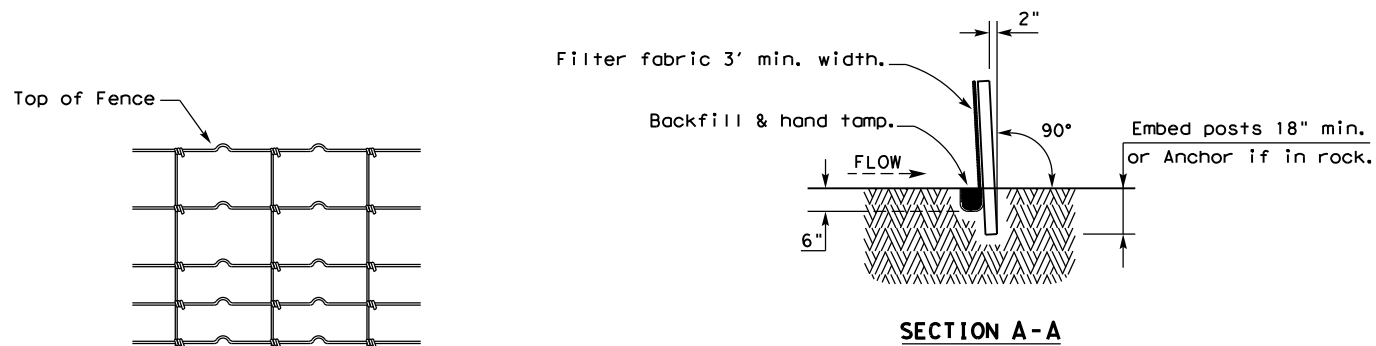 Top of Fence
2"
Filter fabric 3' min. width.
Backfill & hand tamp.
90°
Embed posts 18" min.
or Anchor if in rock.
FLOW
6"
SECTION A-A